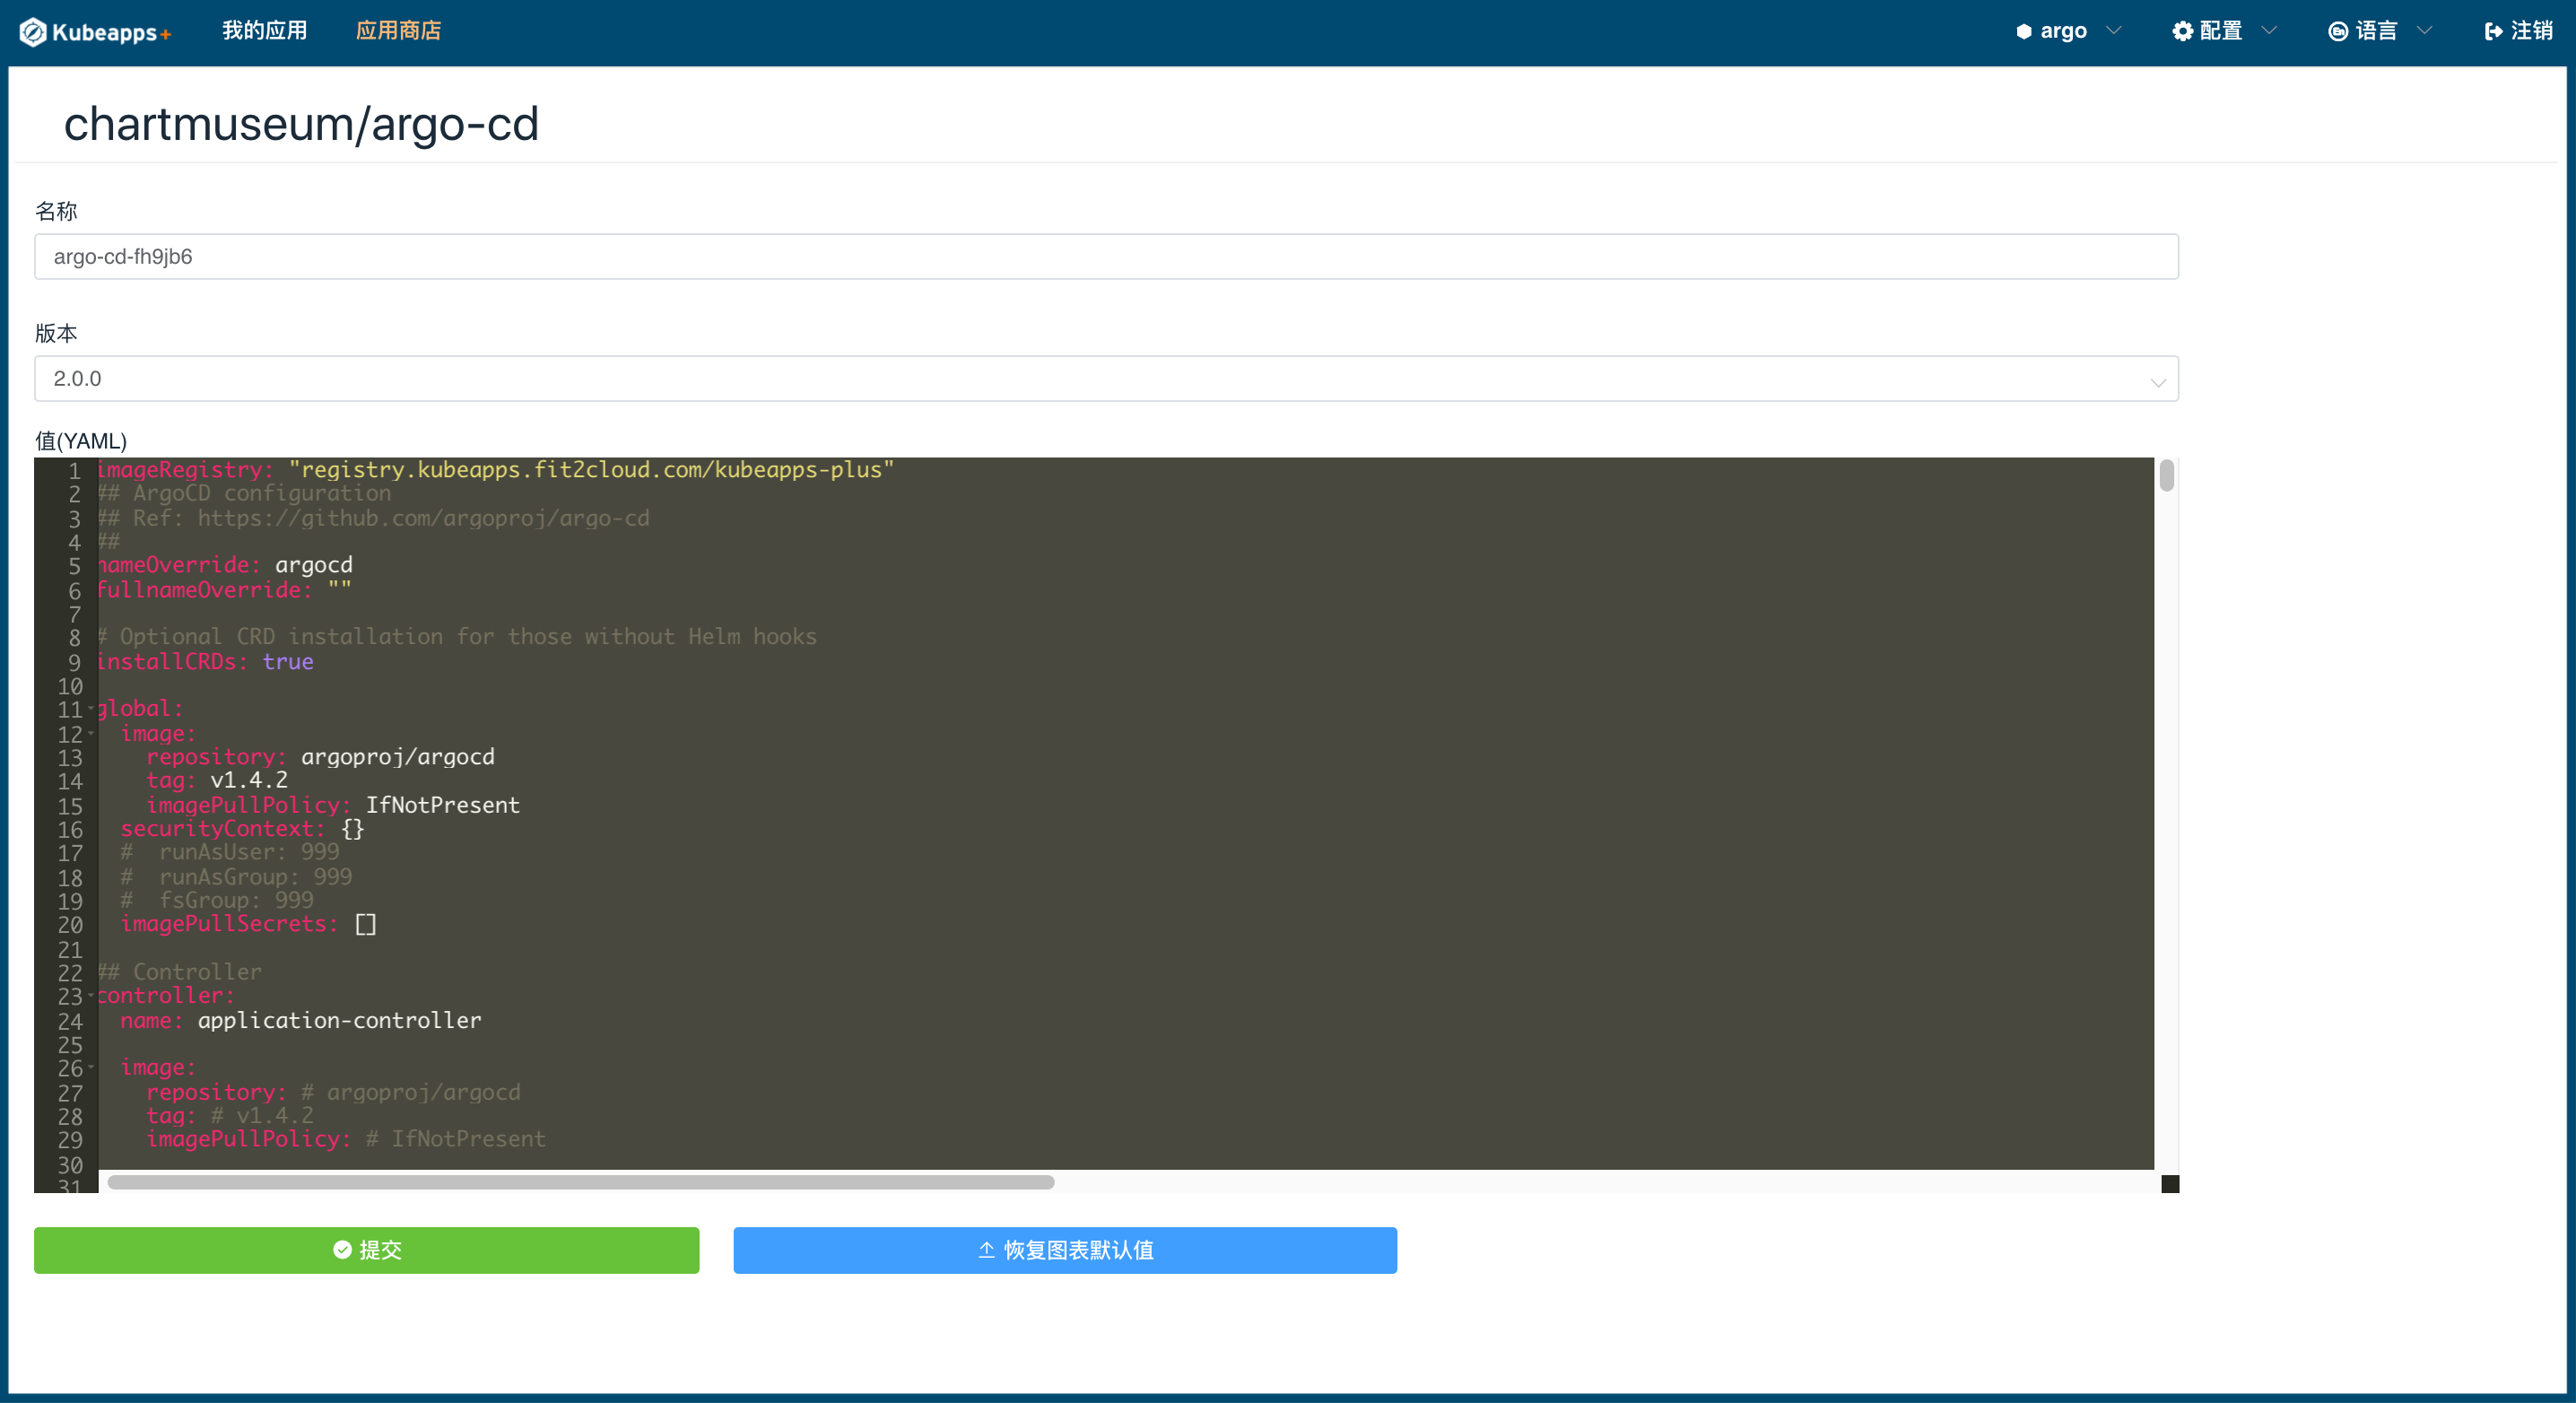 Kubeapps+ 我的应用 应用商店 argo 配置 语言 注销
chartmuseum/argo-cd
名称
argo-cd-fh9jb6
版本
2.0.0
值(YAML)
1 imageRegistry: "registry.kubeapps.fit2cloud.com/kubeapps-plus"
2 ## ArgoCD configuration
3 ## Ref: https://github.com/argoproj/argo-cd
4 ##
5 nameOverride: argocd
6 fullnameOverride: ""
7
8 # Optional CRD installation for those without Helm hooks
9 installCRDs: true
10
11 global:
12   image:
13     repository: argoproj/argocd
14     tag: v1.4.2
15     imagePullPolicy: IfNotPresent
16   securityContext: {}
17   #  runAsUser: 999
18   #  runAsGroup: 999
19   #  fsGroup: 999
20   imagePullSecrets: []
21
22 ## Controller
23 controller:
24   name: application-controller
25
26   image:
27     repository: # argoproj/argocd
28     tag: # v1.4.2
29     imagePullPolicy: # IfNotPresent
30
31
提交 恢复图表默认值